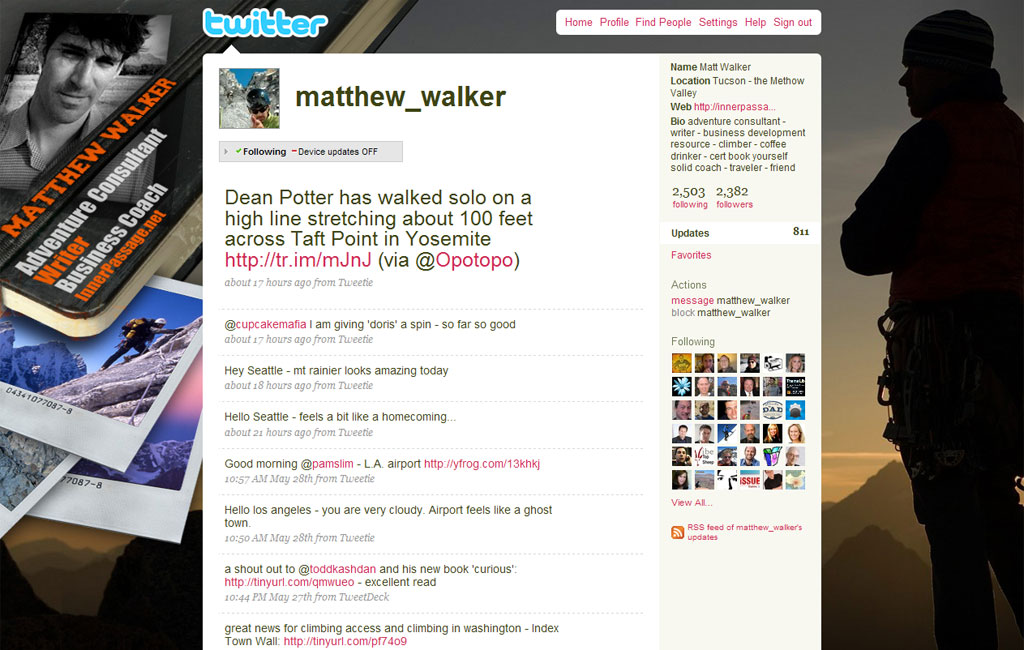 twitter
Home Profile Find People Settings Help Sign out
MATTHEW WALKER
Adventure Consultant
Writer
Business Coach
InnerPassage.net
04341077087-8
7087-8
matthew_walker
Following Device updates OFF
Dean Potter has walked solo on a
high line stretching about 100 feet
across Taft Point in Yosemite
http://tr.im/mJnJ (via @Opotopo)
about 17 hours ago from Tweetie
@cupcakemafia I am giving 'doris' a spin - so far so good
about 17 hours ago from Tweetie
Hey Seattle - mt rainier looks amazing today
about 18 hours ago from Tweetie
Hello Seattle - feels a bit like a homecoming...
about 21 hours ago from Tweetie
Good morning @pamslim - L.A. airport http://yfrog.com/13khkj
10:57 AM May 28th from Tweetie
Hello los angeles - you are very cloudy. Airport feels like a ghost
town.
10:50 AM May 28th from Tweetie
a shout out to @toddkashdan and his new book 'curious':
http://tinyurl.com/qmwueo - excellent read
10:44 PM May 27th from TweetDeck
great news for climbing access and climbing in washington - Index
Town Wall: http://tinyurl.com/pf74o9
Name Matt Walker
Location Tucson - the Methow
Valley
Web http://innerpassa...
Bio adventure consultant -
writer - business development
resource - climber - coffee
drinker - cert book yourself
solid coach - traveler - friend
2,503 2,382
following followers
Updates 811
Favorites
Actions
message matthew_walker
block matthew_walker
Following
DAD
ISSUE
View All...
RSS feed of matthew_walker's
updates